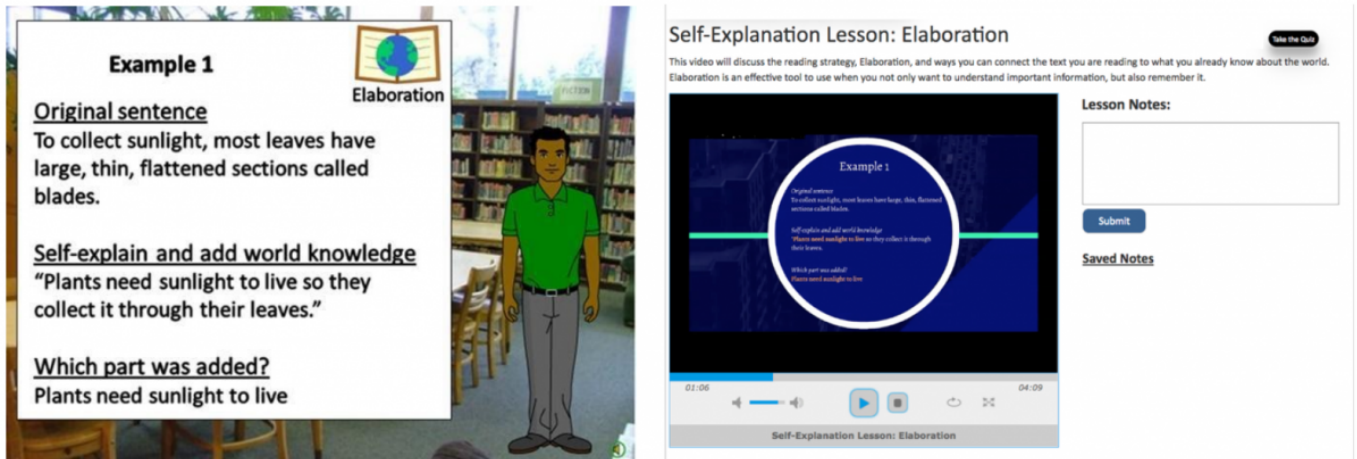 Example 1
Elaboration
Original sentence
To collect sunlight, most leaves have
large, thin, flattened sections called
blades.
Self-explain and add world knowledge
“Plants need sunlight to live so they
collect it through their leaves.”
Which part was added?
Plants need sunlight to live
FICTION
Self-Explanation Lesson: Elaboration
Take the Quiz
This video will discuss the reading strategy, Elaboration, and ways you can connect the text you are reading to what you already know about the world.
Elaboration is an effective tool to use when you not only want to understand important information, but also remember it.
Example 1
Original sentence
To collect sunlight, most leaves have large, thin, flattened
sections called blades.
Self-explain and add world knowledge
"Plants need sunlight to live so they collect it through
their leaves.
Which part was added?
Plants need sunlight to live
01:06
04:09
Self-Explanation Lesson: Elaboration
Lesson Notes:
Submit
Saved Notes